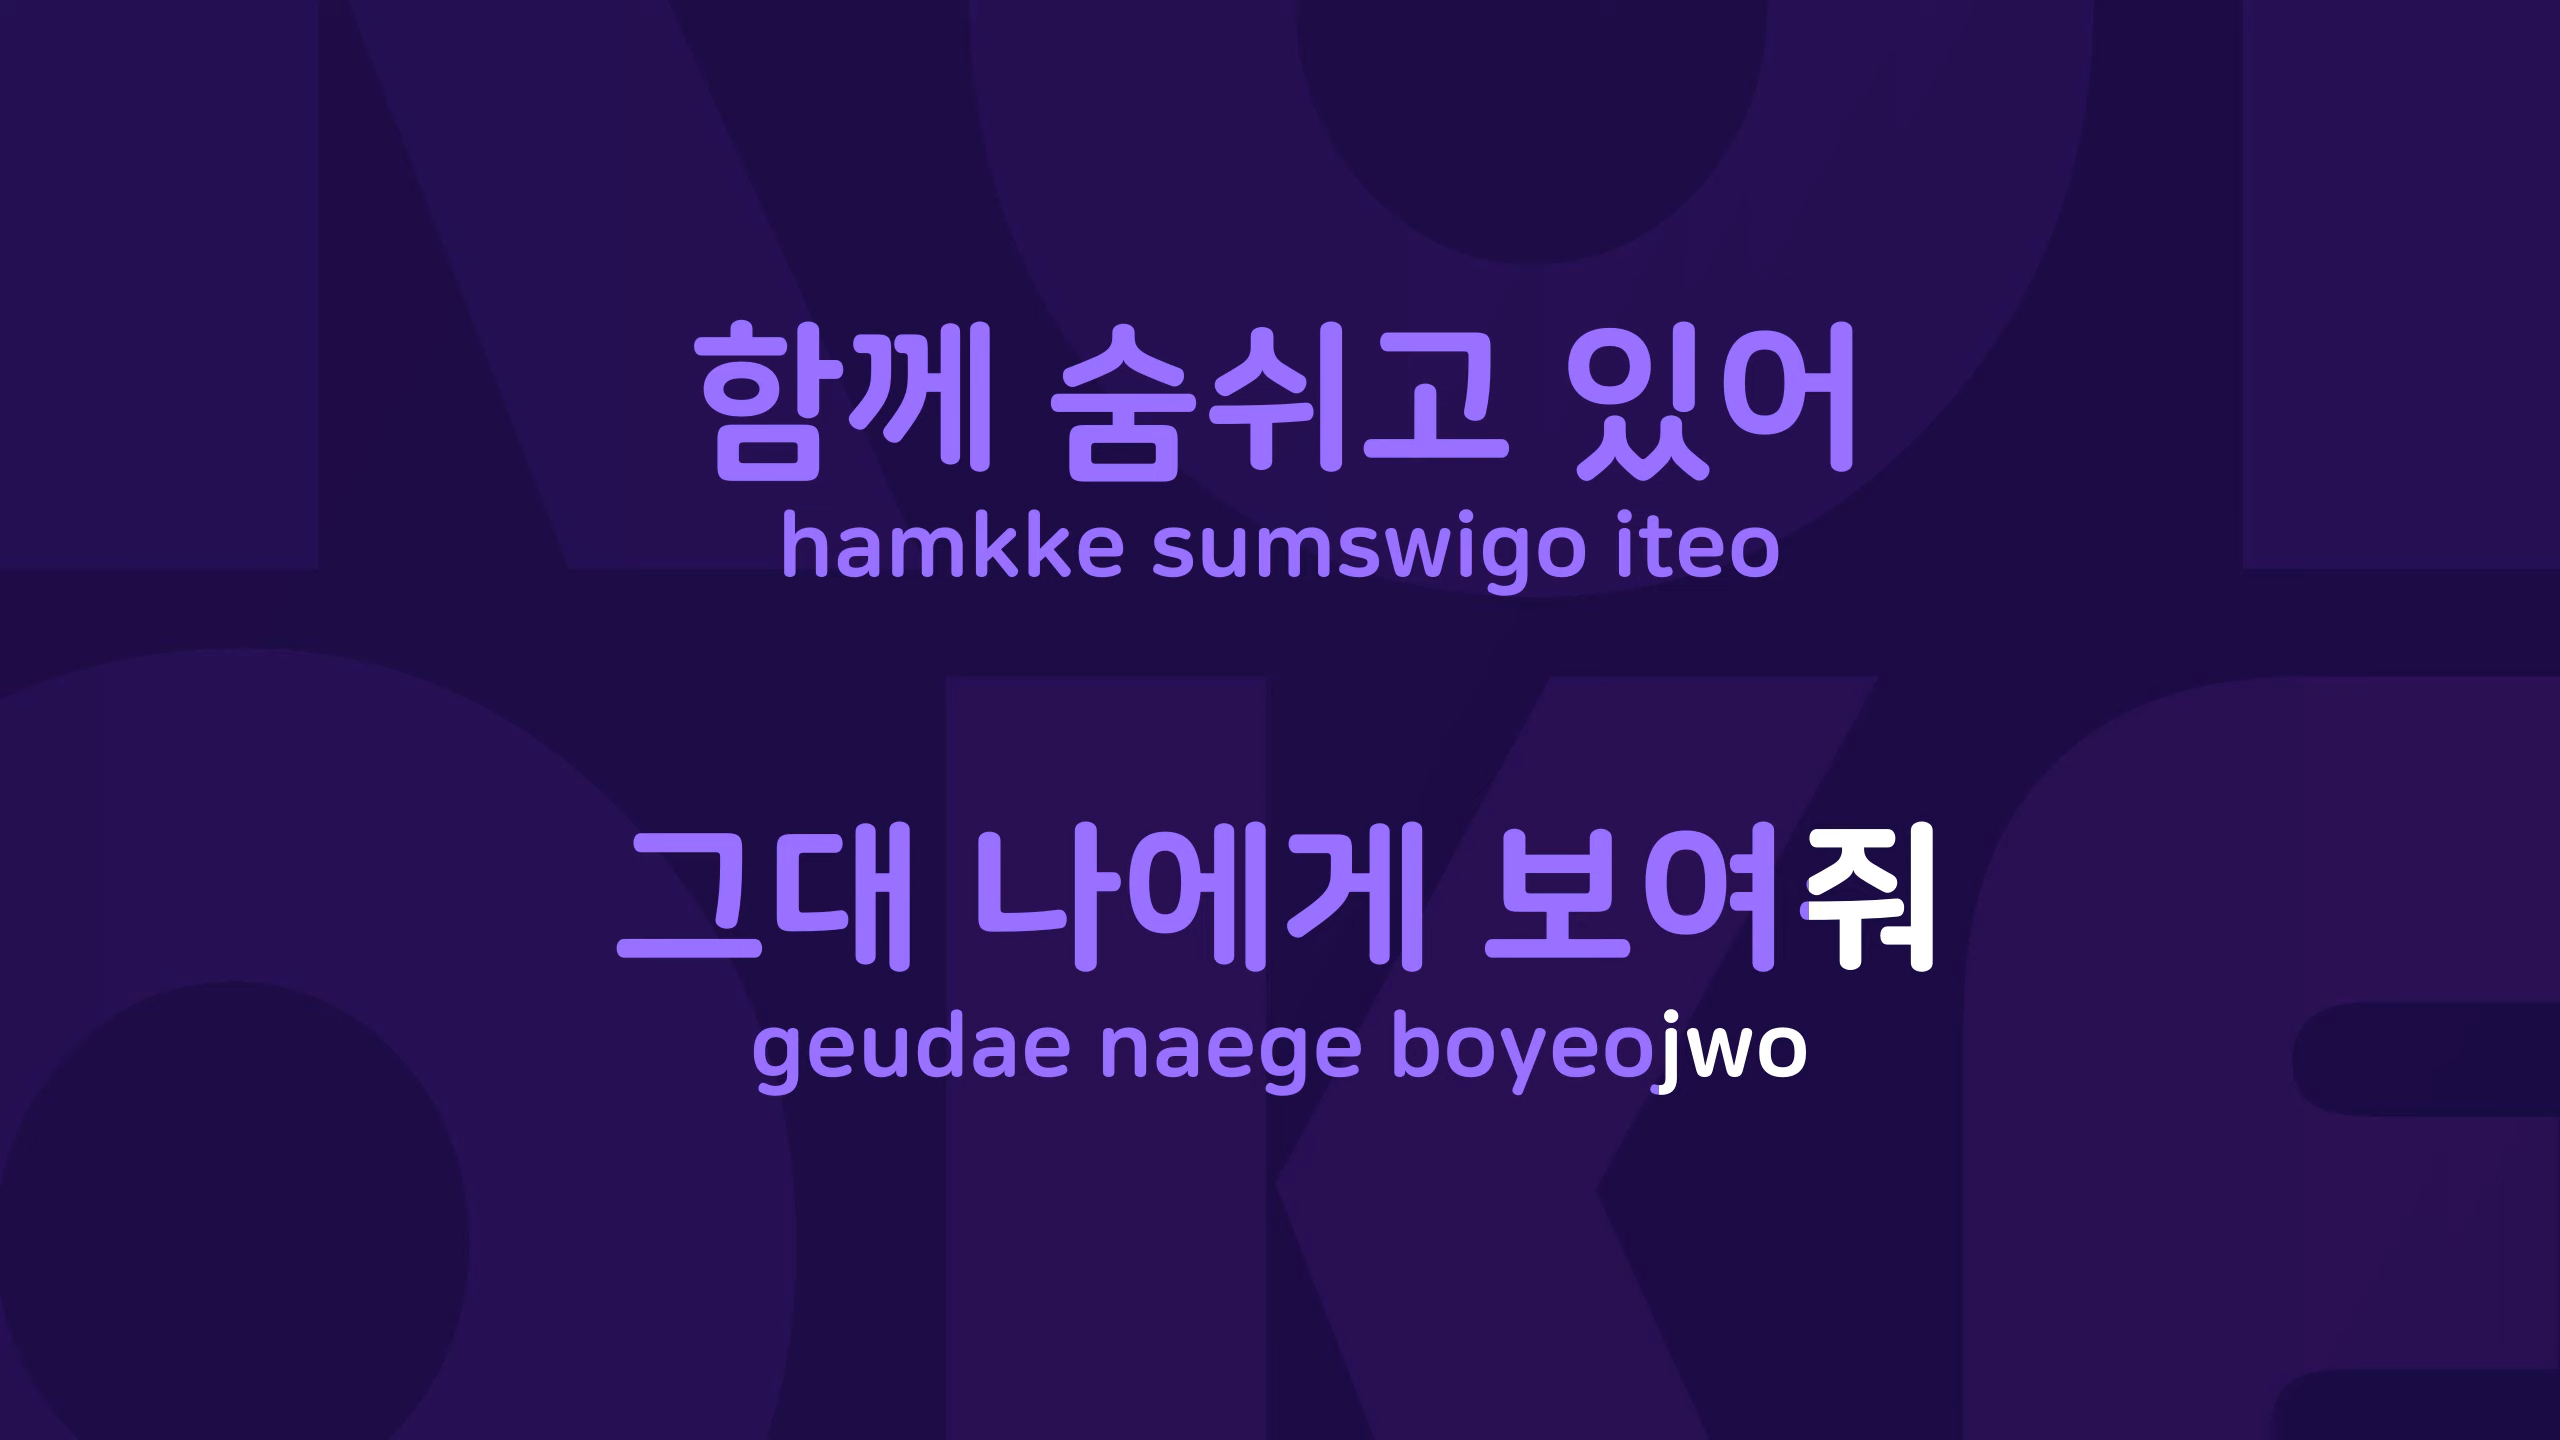 함께 숨쉬고 있어
hamkke sumswigo iteo
그대 나에게 보여줘
geudae naege boyeojwo